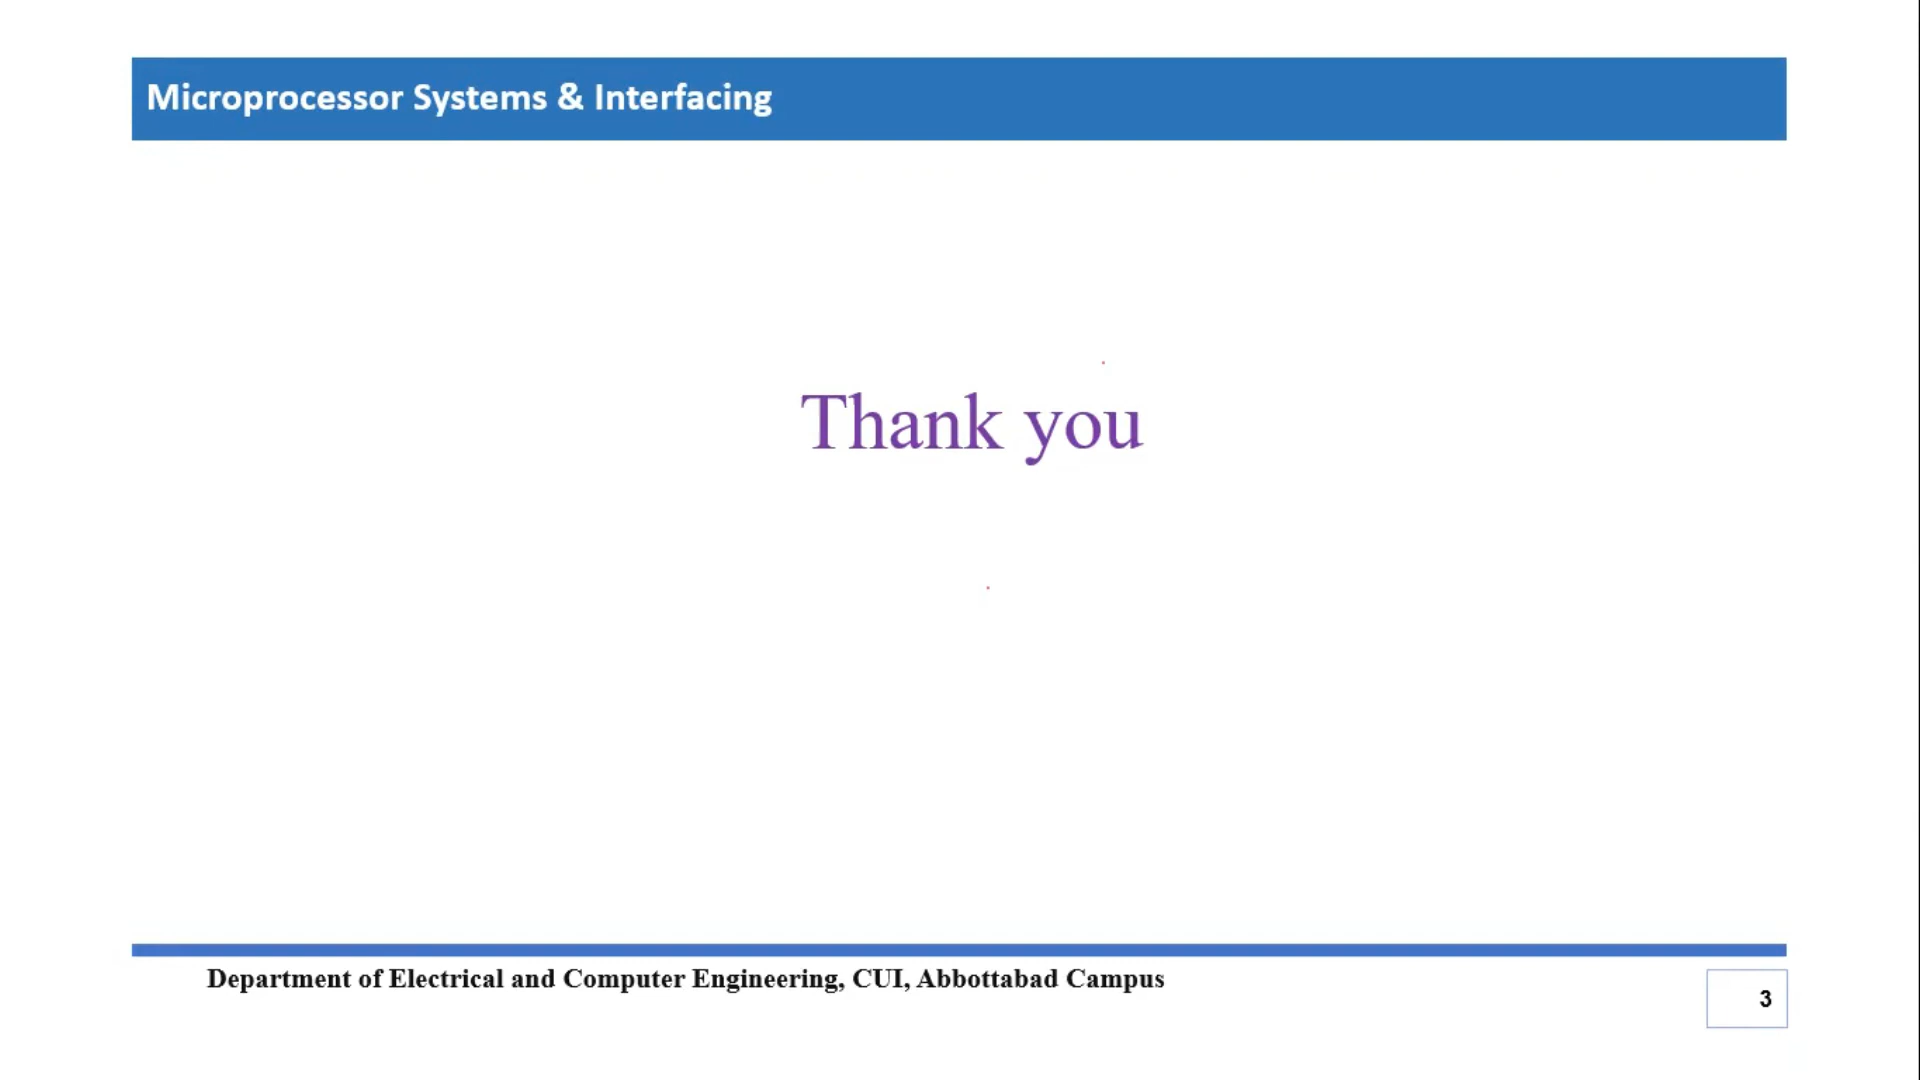 Microprocessor Systems & Interfacing
Thank you
Department of Electrical and Computer Engineering, CUI, Abbottabad Campus
3